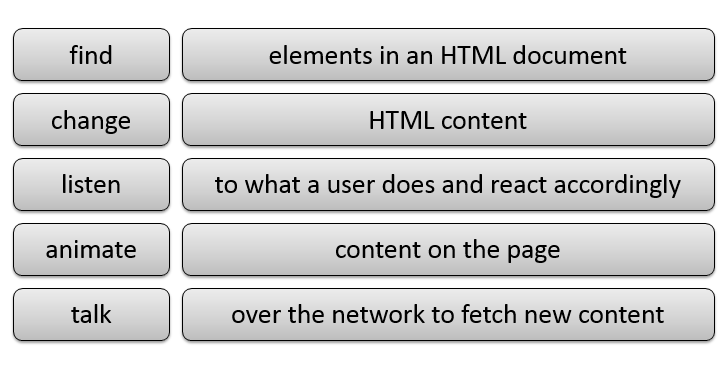 find elements in an HTML document
change HTML content
listen to what a user does and react accordingly
animate content on the page
talk over the network to fetch new content